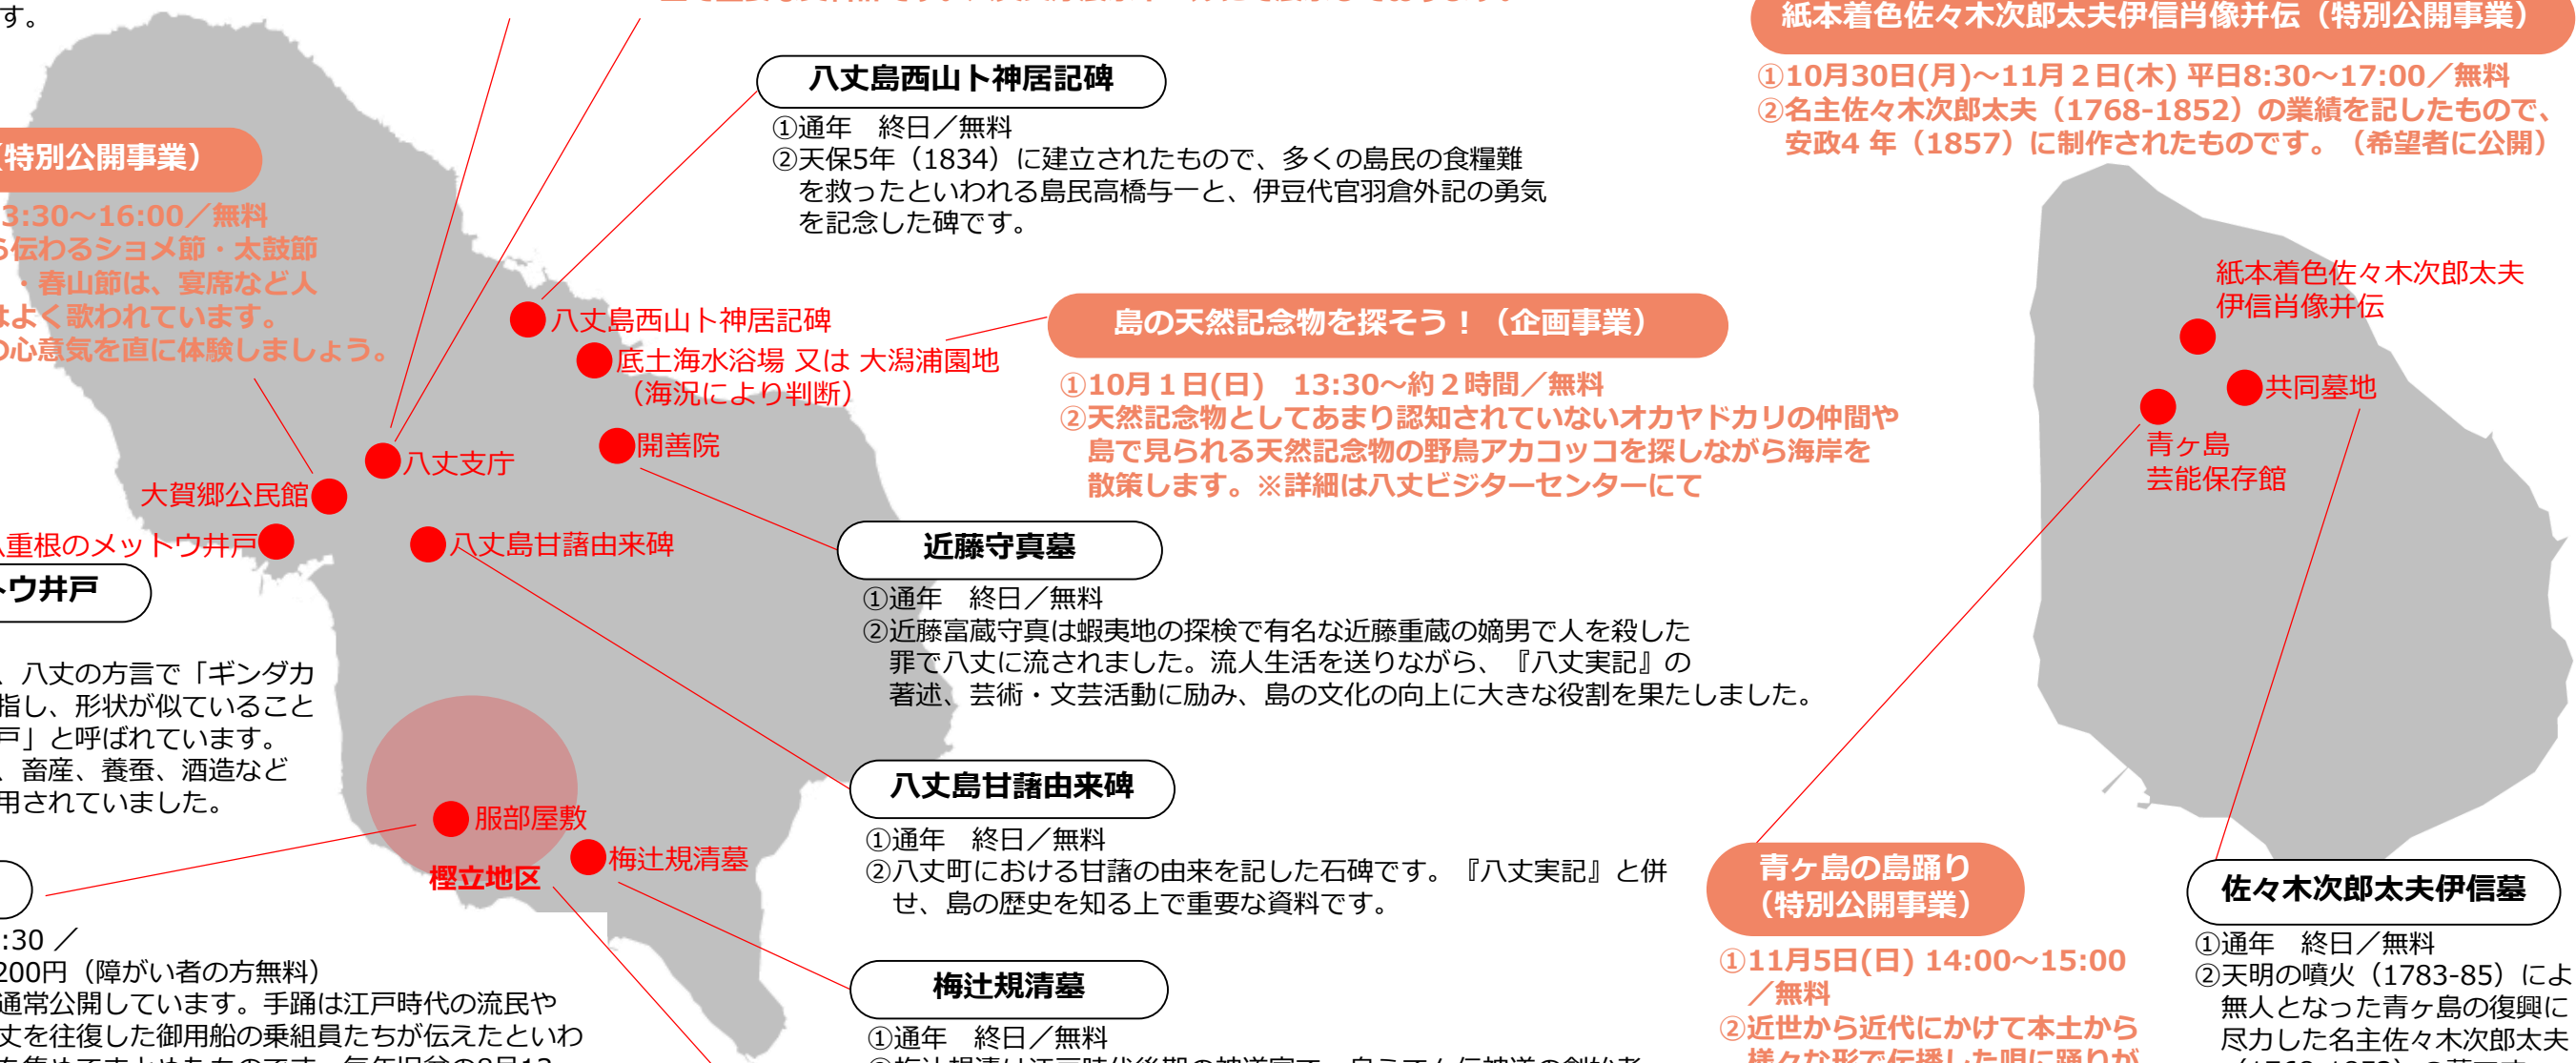 す。
（特別公開事業）
3:30～16:00／無料
ら伝わるショメ節・太鼓節
・春山節は、宴席など人
はよく歌われています。
の心意気を直に体験しましょう。
八丈島西山卜神居記碑
①通年　終日／無料
②天保5年（1834）に建立されたもので、多くの島民の食糧難
を救ったといわれる島民高橋与一と、伊豆代官羽倉外記の勇気
を記念した碑です。
紙本着色佐々木次郎太夫伊信肖像并伝（特別公開事業）
①10月30日(月)～11月２日(木) 平日8:30～17:00／無料
②名主佐々木次郎太夫（1768-1852）の業績を記したもので、
安政4 年（1857）に制作されたものです。（希望者に公開）
八丈島西山卜神居記碑
底土海水浴場 又は 大潟浦園地
（海況により判断）
開善院
八丈支庁
大賀郷公民館
八重根のメットウ井戸
八丈島甘藷由来碑
服部屋敷
樫立地区
梅辻規清墓
島の天然記念物を探そう！（企画事業）
①10月１日(日)　13:30～約２時間／無料
②天然記念物としてあまり認知されていないオカヤドカリの仲間や
島で見られる天然記念物の野鳥アカコッコを探しながら海岸を
散策します。※詳細は八丈ビジターセンターにて
紙本着色佐々木次郎太夫
伊信肖像并伝
共同墓地
青ヶ島
芸能保存館
トウ井戸
、八丈の方言で「ギンダカ
指し、形状が似ていること
戸」と呼ばれています。
、畜産、養蚕、酒造など
用されていました。
近藤守真墓
①通年　終日／無料
②近藤富蔵守真は蝦夷地の探検で有名な近藤重蔵の嫡男で人を殺した
罪で八丈に流されました。流人生活を送りながら、『八丈実記』の
著述、芸術・文芸活動に励み、島の文化の向上に大きな役割を果たしました。
八丈島甘藷由来碑
①通年　終日／無料
②八丈町における甘藷の由来を記した石碑です。『八丈実記』と併
せ、島の歴史を知る上で重要な資料です。
:30 ／
200円（障がい者の方無料）
通常公開しています。手踊は江戸時代の流民や
丈を往復した御用船の乗組員たちが伝えたといわ
梅辻規清墓
①通年　終日／無料
青ヶ島の島踊り
（特別公開事業）
①11月5日(日) 14:00～15:00
／無料
②近世から近代にかけて本土から
様々な形で伝播した唄に踊りが
佐々木次郎太夫伊信墓
①通年　終日／無料
②天明の噴火（1783-85）によ
無人となった青ヶ島の復興に
尽力した名主佐々木次郎太夫